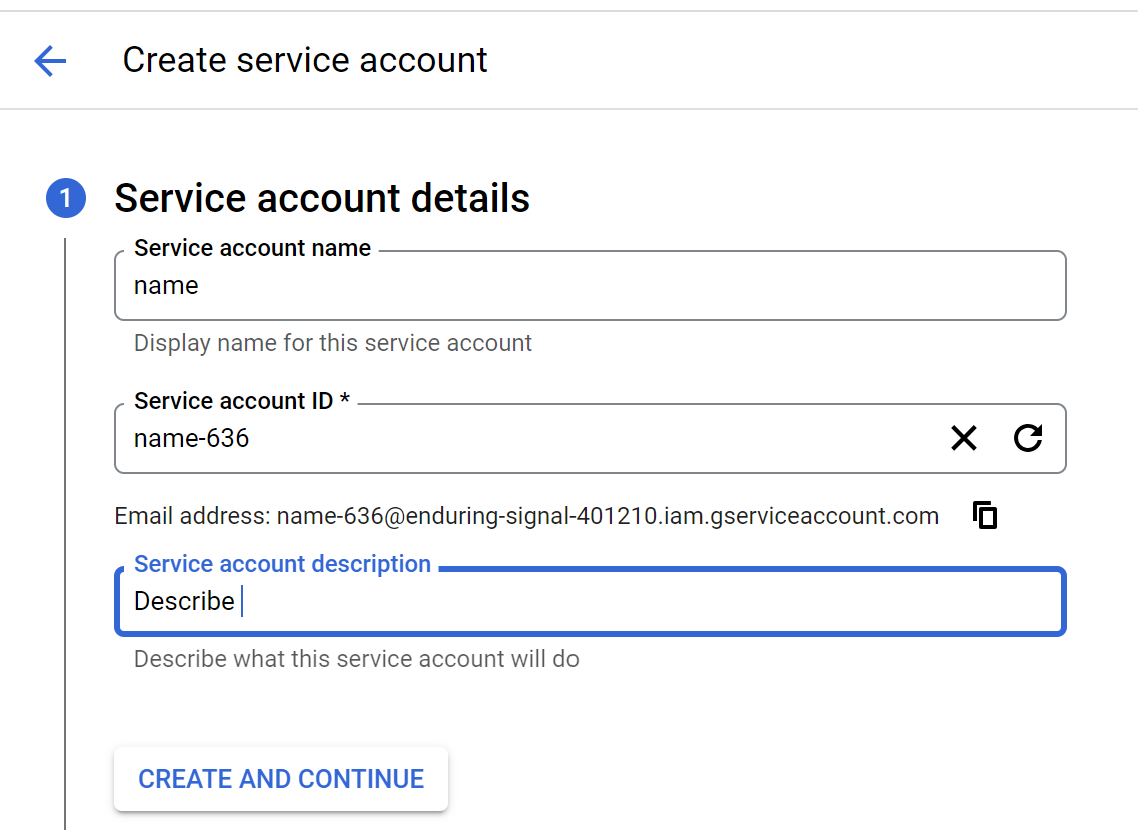 Create service account
1 Service account details
Service account name
name
Display name for this service account
Service account ID *
name-636
Email address: name-636@enduring-signal-401210.iam.gserviceaccount.com
Service account description
Describe
Describe what this service account will do
CREATE AND CONTINUE